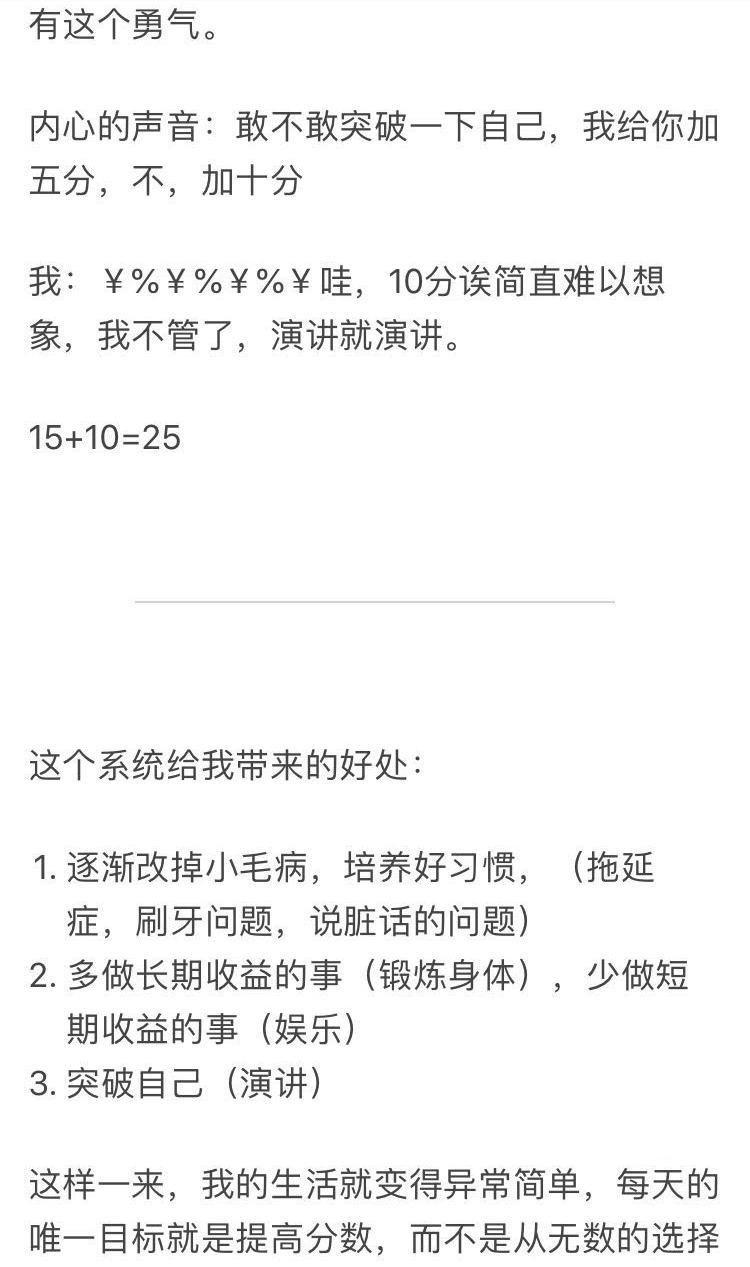 有这个勇气。
内心的声音：敢不敢突破一下自己，我给你加
五分，不，加十分
我：￥%￥%￥%￥哇，10分诶简直难以想
象，我不管了，演讲就演讲。
15+10=25
这个系统给我带来的好处：
1. 逐渐改掉小毛病，培养好习惯，（拖延
症，刷牙问题，说脏话的问题）
2. 多做长期收益的事（锻炼身体），少做短
期收益的事（娱乐）
3. 突破自己（演讲）
这样一来，我的生活就变得异常简单，每天的
唯一目标就是提高分数，而不是从无数的选择